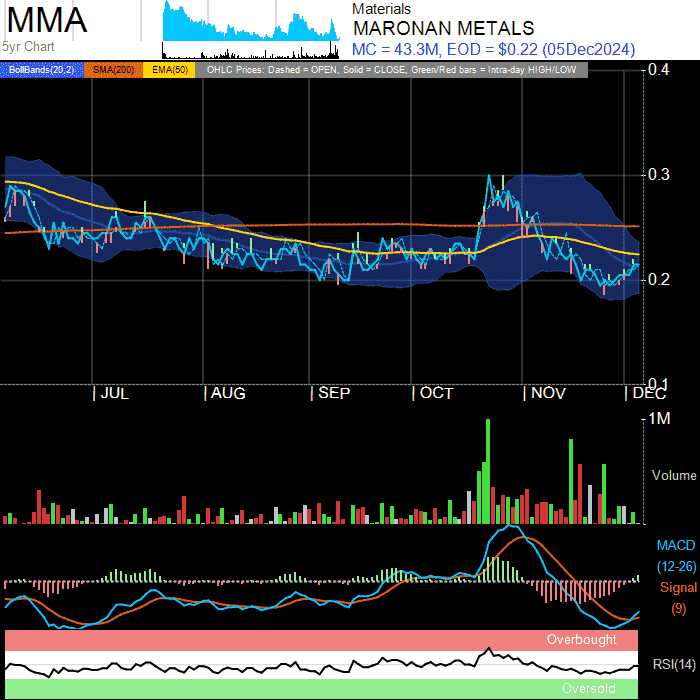 MMA
5yr Chart
Materials
MARONAN METALS
MC = 43.3M, EOD = $0.22 (05Dec2024)
BollBands(20,2) SMA(200) EMA(50) OHLC Prices: Dashed = OPEN, Solid = CLOSE, Green/Red bars = Intra-day HIGH/LOW
0.4
0.3
0.2
0.1
| JUL | AUG | SEP | OCT | NOV | DEC
1M
Volume
MACD
(12-26)
Signal
(9)
Overbought
RSI(14)
Oversold